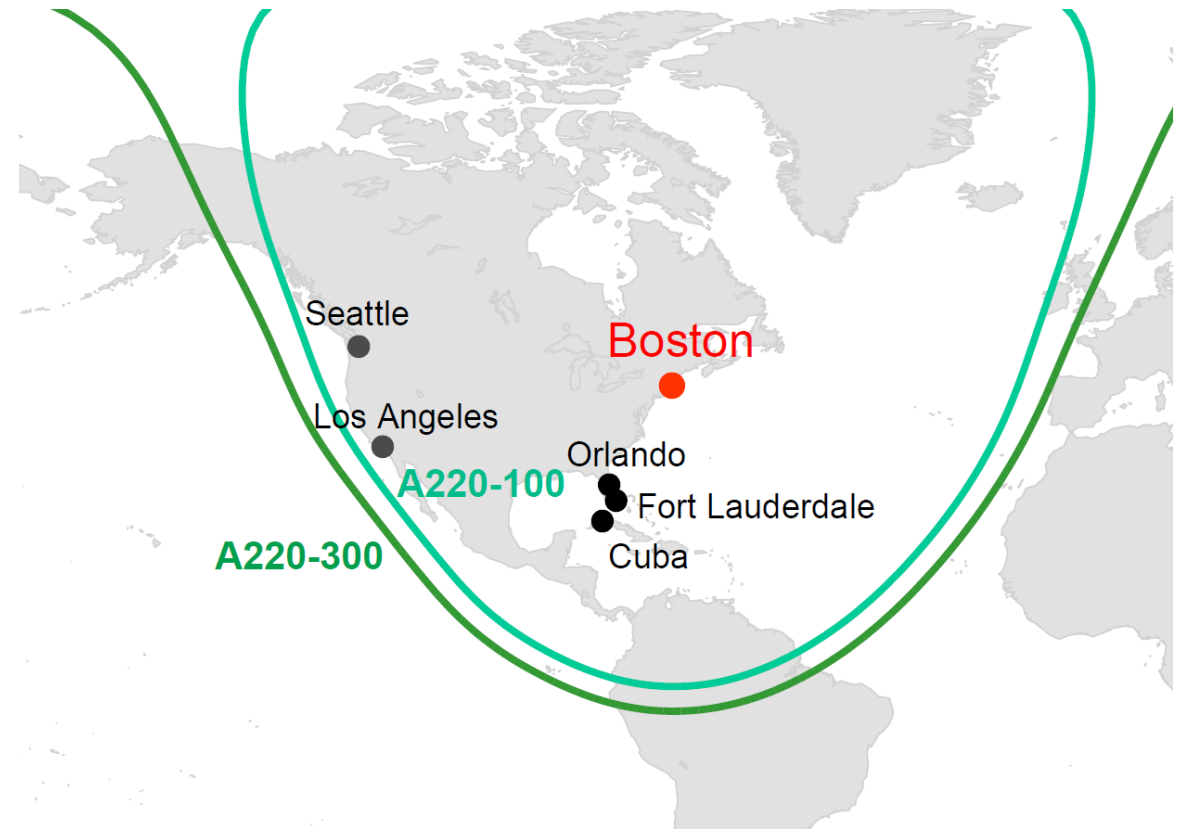 Seattle
Boston
Los Angeles
Orlando
A220-100
Fort Lauderdale
A220-300
Cuba